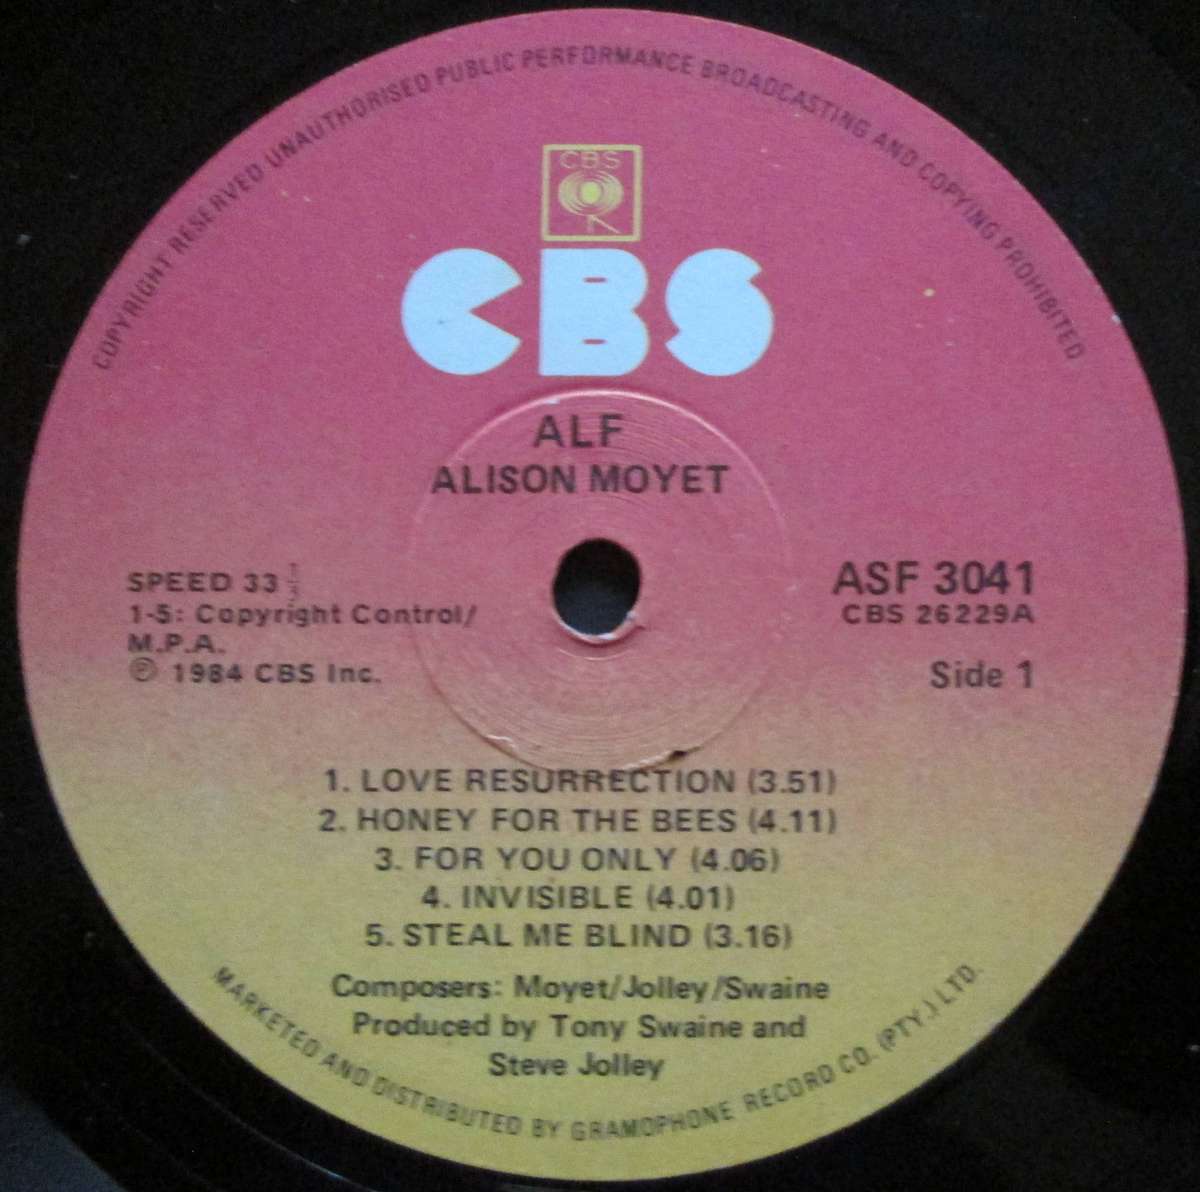 COPYRIGHT RESERVED UNAUTHORISED PUBLIC PERFORMANCE BROADCASTING AND COPYING PROHIBITED
CBS
CBS
ALF
ALISON MOYET
SPEED 33 1/3
1-5: Copyright Control/
M.P.A.
℗ 1984 CBS Inc.
ASF 3041
CBS 26229A
Side 1
1. LOVE RESURRECTION (3.51)
2. HONEY FOR THE BEES (4.11)
3. FOR YOU ONLY (4.06)
4. INVISIBLE (4.01)
5. STEAL ME BLIND (3.16)
Composers: Moyet/Jolley/Swaine
Produced by Tony Swaine and
Steve Jolley
MARKETED AND DISTRIBUTED BY GRAMOPHONE RECORD CO. (PTY.) LTD.